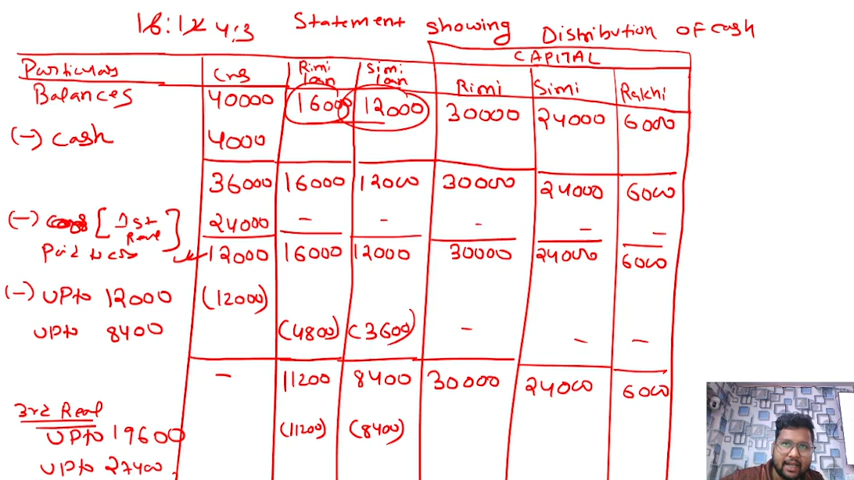 16:12 4:3 Statement showing Distribution of cash
CAPITAL
Particulars Crs Rimi loan Simi loan Rimi Simi Rakhi
Balances 40000 16000 12000 30000 24000 6000
(-) Cash 4000
36000 16000 12000 30000 24000 6000
(-) [1st Real] 24000 - - - - -
Paid to crs 12000 16000 12000 30000 24000 6000
(-) UPto 12000 (12000)
UPto 8400 (4800) (3600) - - -
- 11200 8400 30000 24000 6000
3rd Real
UPto 19600 (11200) (8400)
UPto 27400.